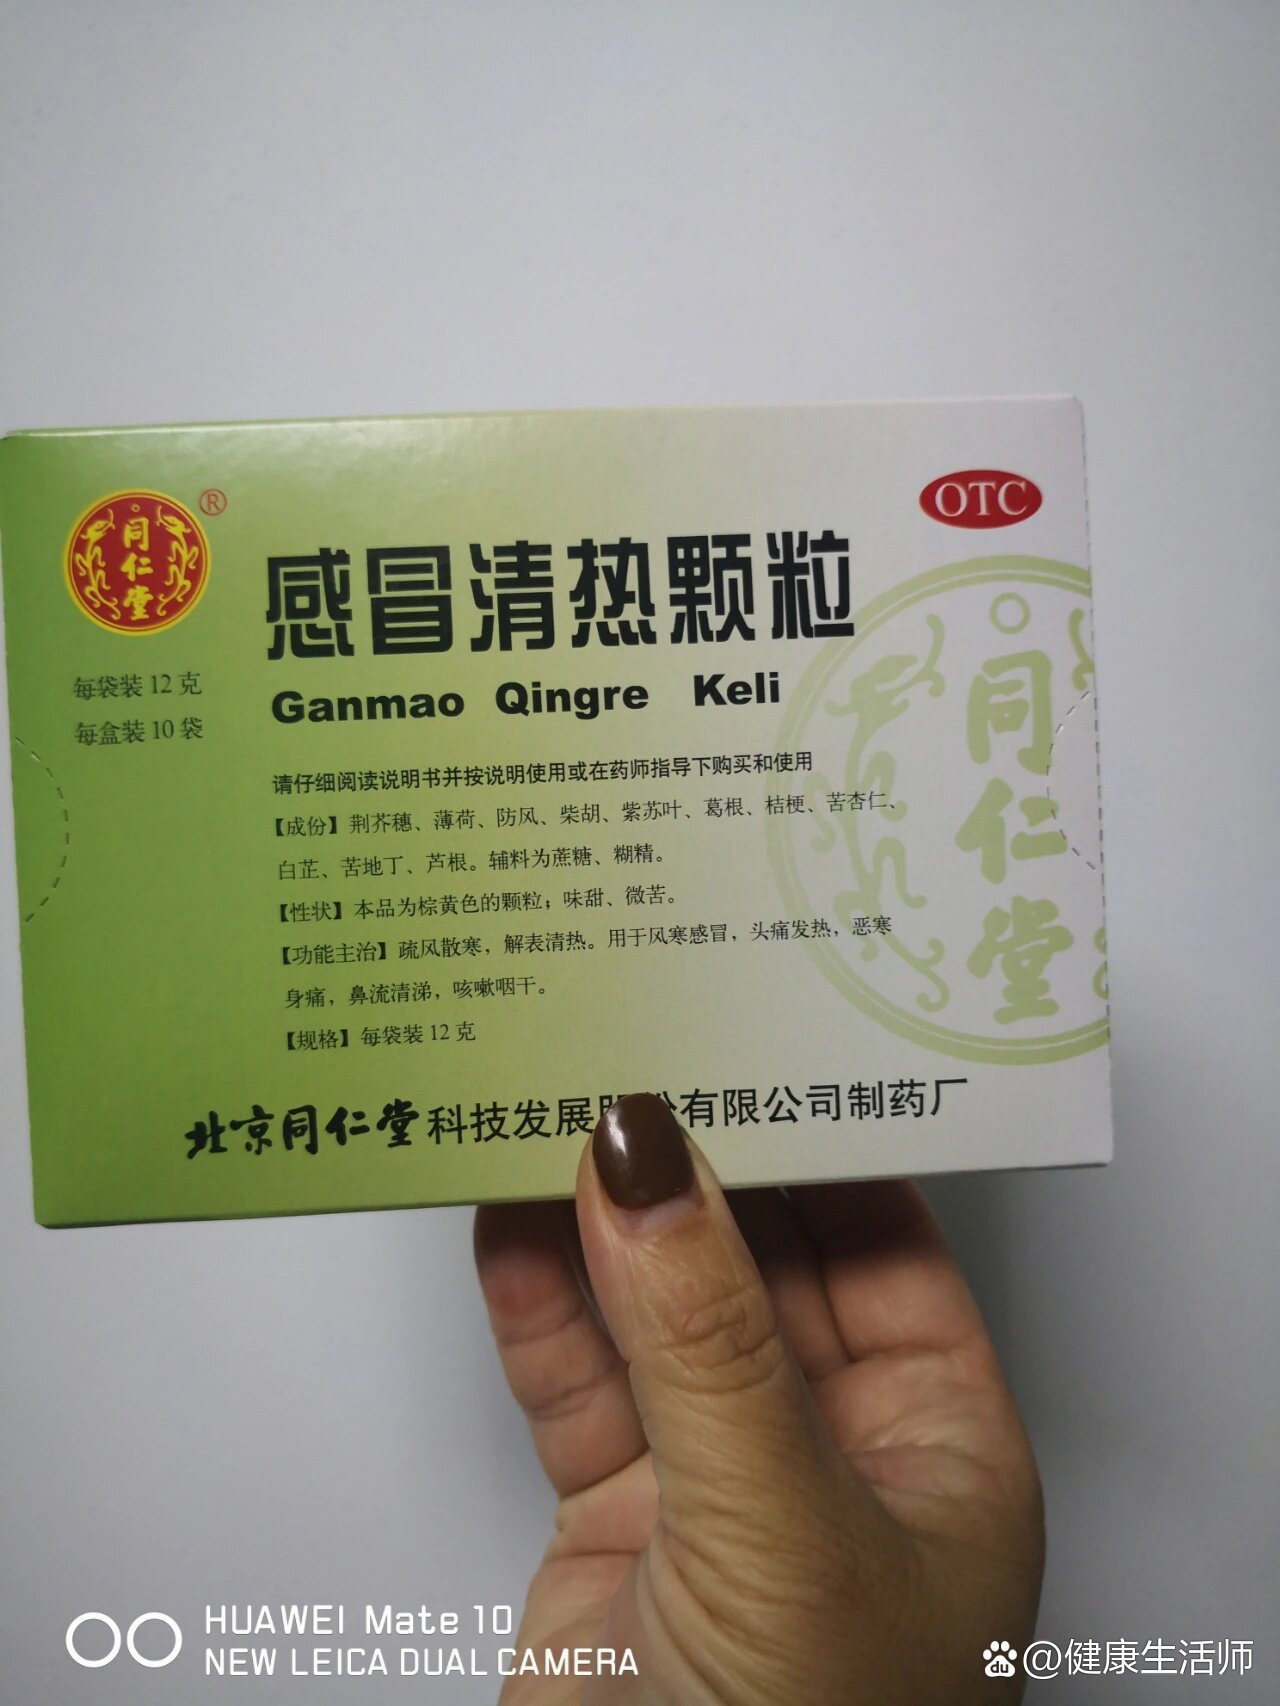 同仁堂
®
OTC
感冒清热颗粒
Ganmao Qingre Keli
每袋装 12 克
每盒装 10 袋
请仔细阅读说明书并按说明使用或在药师指导下购买和使用
【成份】荆芥穗、薄荷、防风、柴胡、紫苏叶、葛根、桔梗、苦杏仁、
白芷、苦地丁、芦根。辅料为蔗糖、糊精。
【性状】本品为棕黄色的颗粒；味甜、微苦。
【功能主治】疏风散寒，解表清热。用于风寒感冒，头痛发热，恶寒
身痛，鼻流清涕，咳嗽咽干。
【规格】每袋装 12 克
同仁堂
北京同仁堂科技发展股份有限公司制药厂
HUAWEI Mate 10
NEW LEICA DUAL CAMERA
du @健康生活师